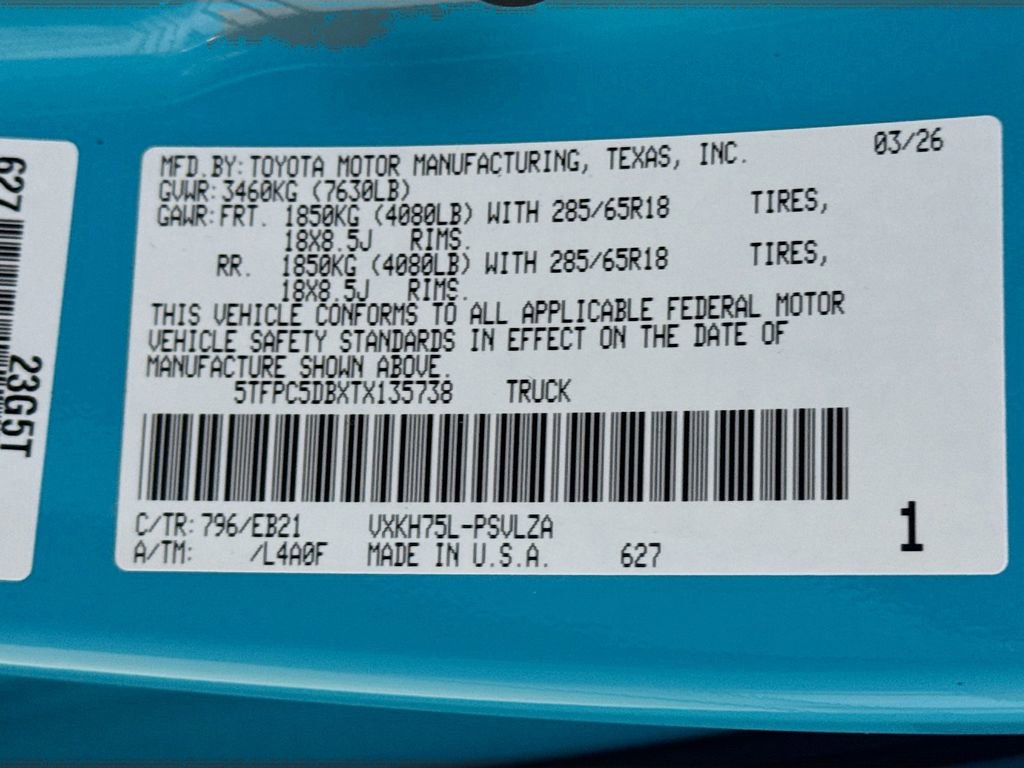 627
23G5T
MFD.BY: TOYOTA MOTOR MANUFACTURING, TEXAS, INC. 03/26
GVWR: 3460KG (7630LB)
GAWR: FRT. 1850KG (4080LB) WITH 285/65R18 TIRES,
18X8.5J RIMS.
RR. 1850KG (4080LB) WITH 285/65R18 TIRES,
18X8.5J RIMS.
THIS VEHICLE CONFORMS TO ALL APPLICABLE FEDERAL MOTOR
VEHICLE SAFETY STANDARDS IN EFFECT ON THE DATE OF
MANUFACTURE SHOWN ABOVE.
5TFPC5DBXTX135738 TRUCK
C/TR: 796/EB21 VXKH75L-PSVLZA
A/TM: /L4A0F MADE IN U.S.A. 627
1